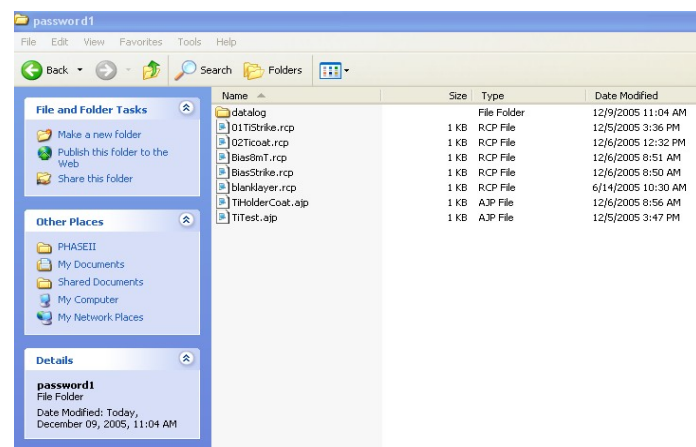 password1
File Edit View Favorites Tools Help
Back Search Folders
File and Folder Tasks
Make a new folder
Publish this folder to the
Web
Share this folder
Other Places
PHASEII
My Documents
Shared Documents
My Computer
My Network Places
Details
password1
File Folder
Date Modified: Today,
December 09, 2005, 11:04 AM
Name Size Type Date Modified
datalog File Folder 12/9/2005 11:04 AM
01TiStrike.rcp 1 KB RCP File 12/5/2005 3:36 PM
02Ticoat.rcp 1 KB RCP File 12/6/2005 12:32 PM
Bias8mT.rcp 1 KB RCP File 12/6/2005 8:51 AM
BiasStrike.rcp 1 KB RCP File 12/6/2005 8:50 AM
blanklayer.rcp 1 KB RCP File 6/14/2005 10:30 AM
TiHolderCoat.ajp 1 KB AJP File 12/6/2005 8:56 AM
TiTest.ajp 1 KB AJP File 12/5/2005 3:47 PM